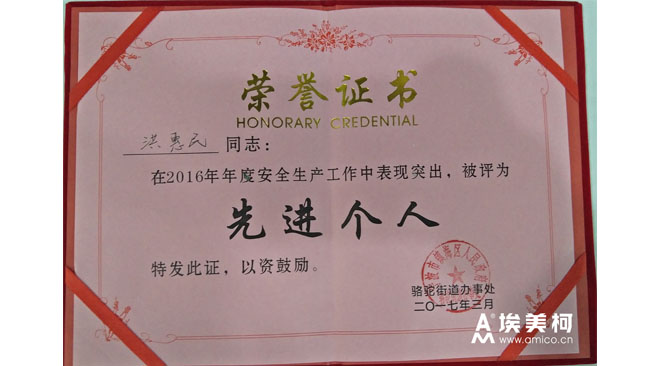 荣誉证书
HONORARY CREDENTIAL
洪惠民 同志：
在2016年年度安全生产工作中表现突出，被评为
先进个人
特发此证，以资鼓励。
骆驼街道办事处
二〇一七年三月
埃美柯
www.amico.cn